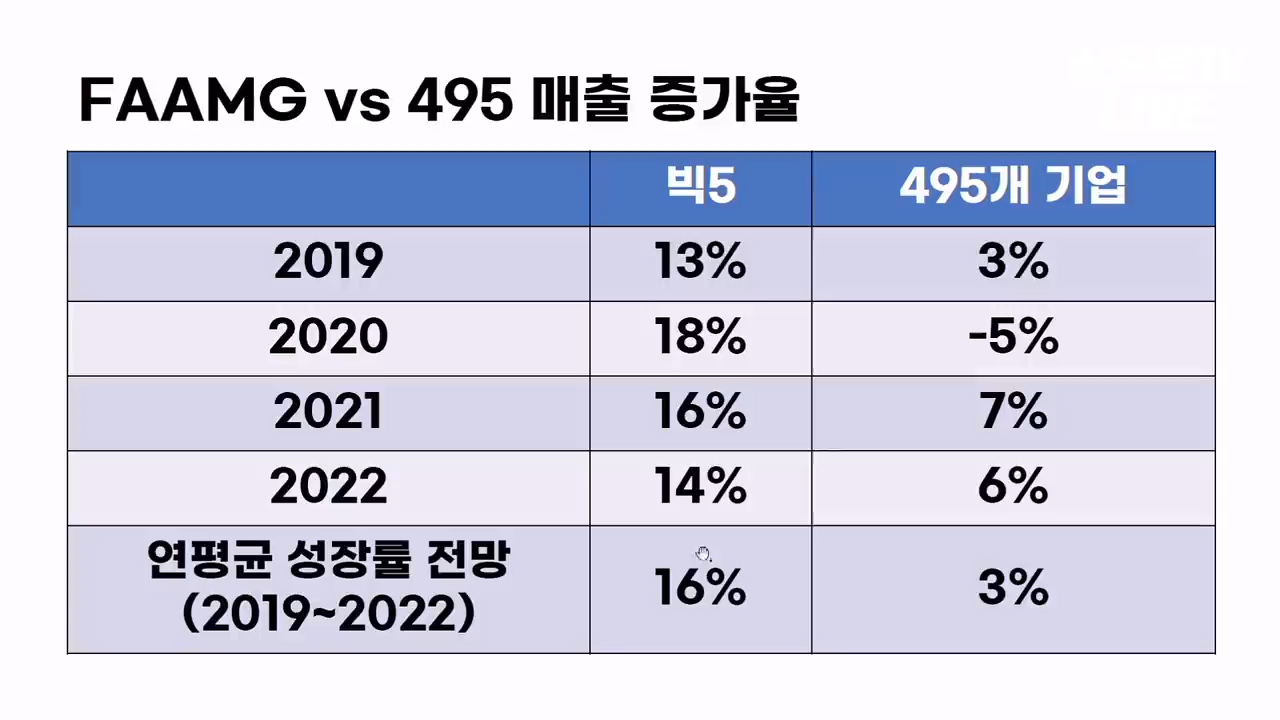 FAAMG vs 495 매출 증가율
빅5 495개 기업
2019 13% 3%
2020 18% -5%
2021 16% 7%
2022 14% 6%
연평균 성장률 전망
(2019~2022) 16% 3%